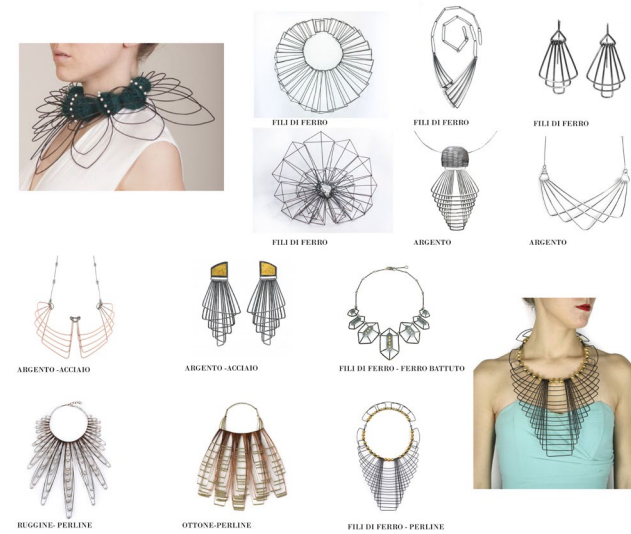 FILI DI FERRO
FILI DI FERRO
FILI DI FERRO
FILI DI FERRO
ARGENTO
ARGENTO
ARGENTO -ACCIAIO
ARGENTO -ACCIAIO
FILI DI FERRO - FERRO BATTUTO
RUGGINE- PERLINE
OTTONE-PERLINE
FILI DI FERRO - PERLINE